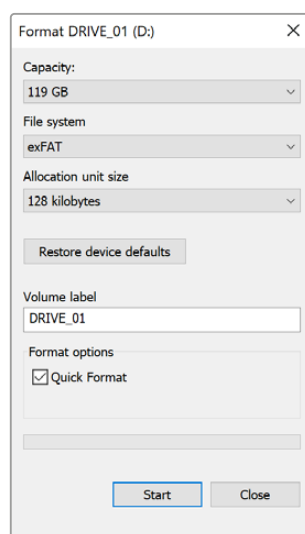 Format DRIVE_01 (D:)
Capacity:
119 GB
File system
exFAT
Allocation unit size
128 kilobytes
Restore device defaults
Volume label
DRIVE_01
Format options
Quick Format
Start Close